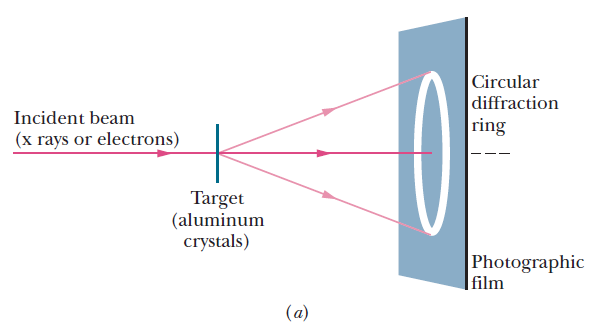 Incident beam
(x rays or electrons)
Target
(aluminum
crystals)
Circular
diffraction
ring
Photographic
film
(a)